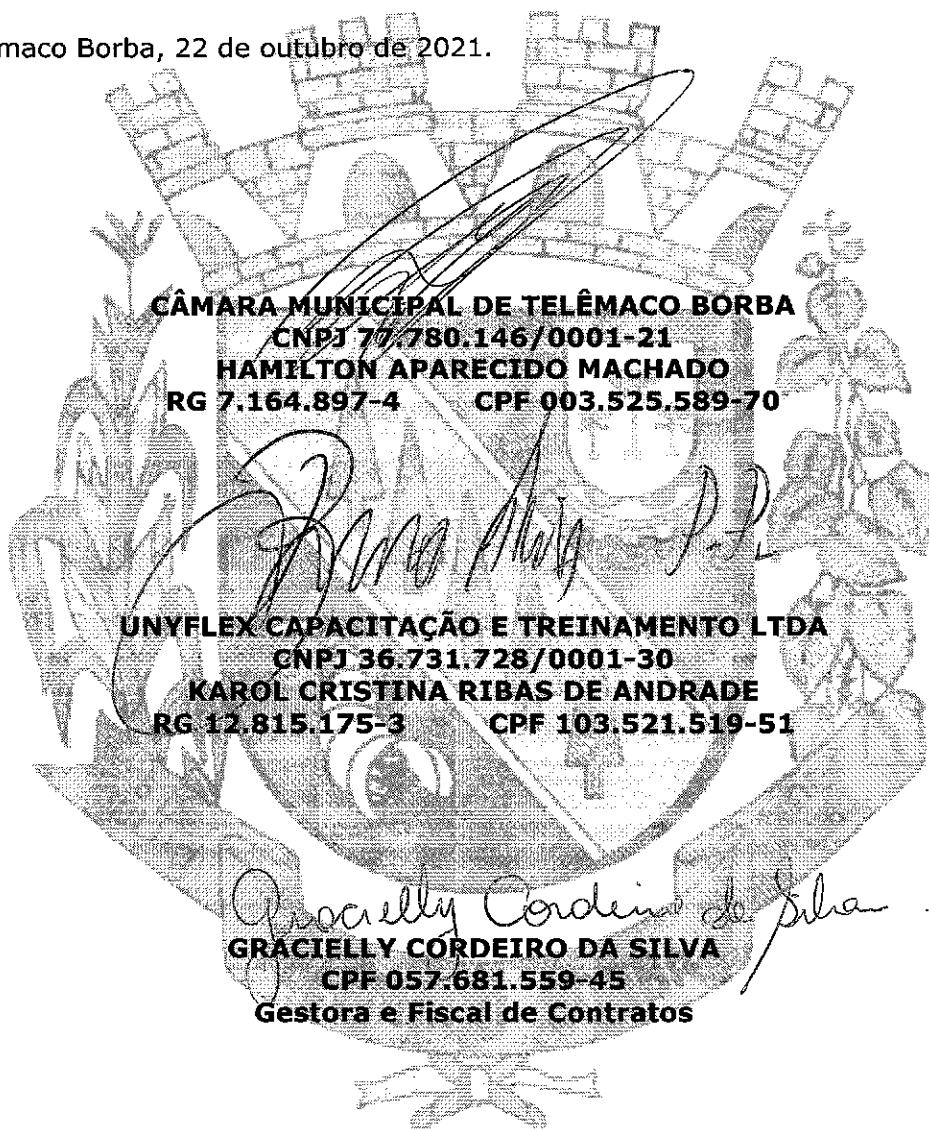 maco Borba, 22 de outubro de 2021.
CÂMARA MUNICIPAL DE TELÊMACO BORBA
CNPJ 77.780.146/0001-21
HAMILTON APARECIDO MACHADO
RG 7.164.897-4 CPF 003.525.589-70
P.P.
UNYFLEX CAPACITAÇÃO E TREINAMENTO LTDA
CNPJ 36.731.728/0001-30
KAROL CRISTINA RIBAS DE ANDRADE
RG 12.815.175-3 CPF 103.521.519-51
Gracielly Cordeiro da Silva
GRACIELLY CORDEIRO DA SILVA
CPF 057.681.559-45
Gestora e Fiscal de Contratos